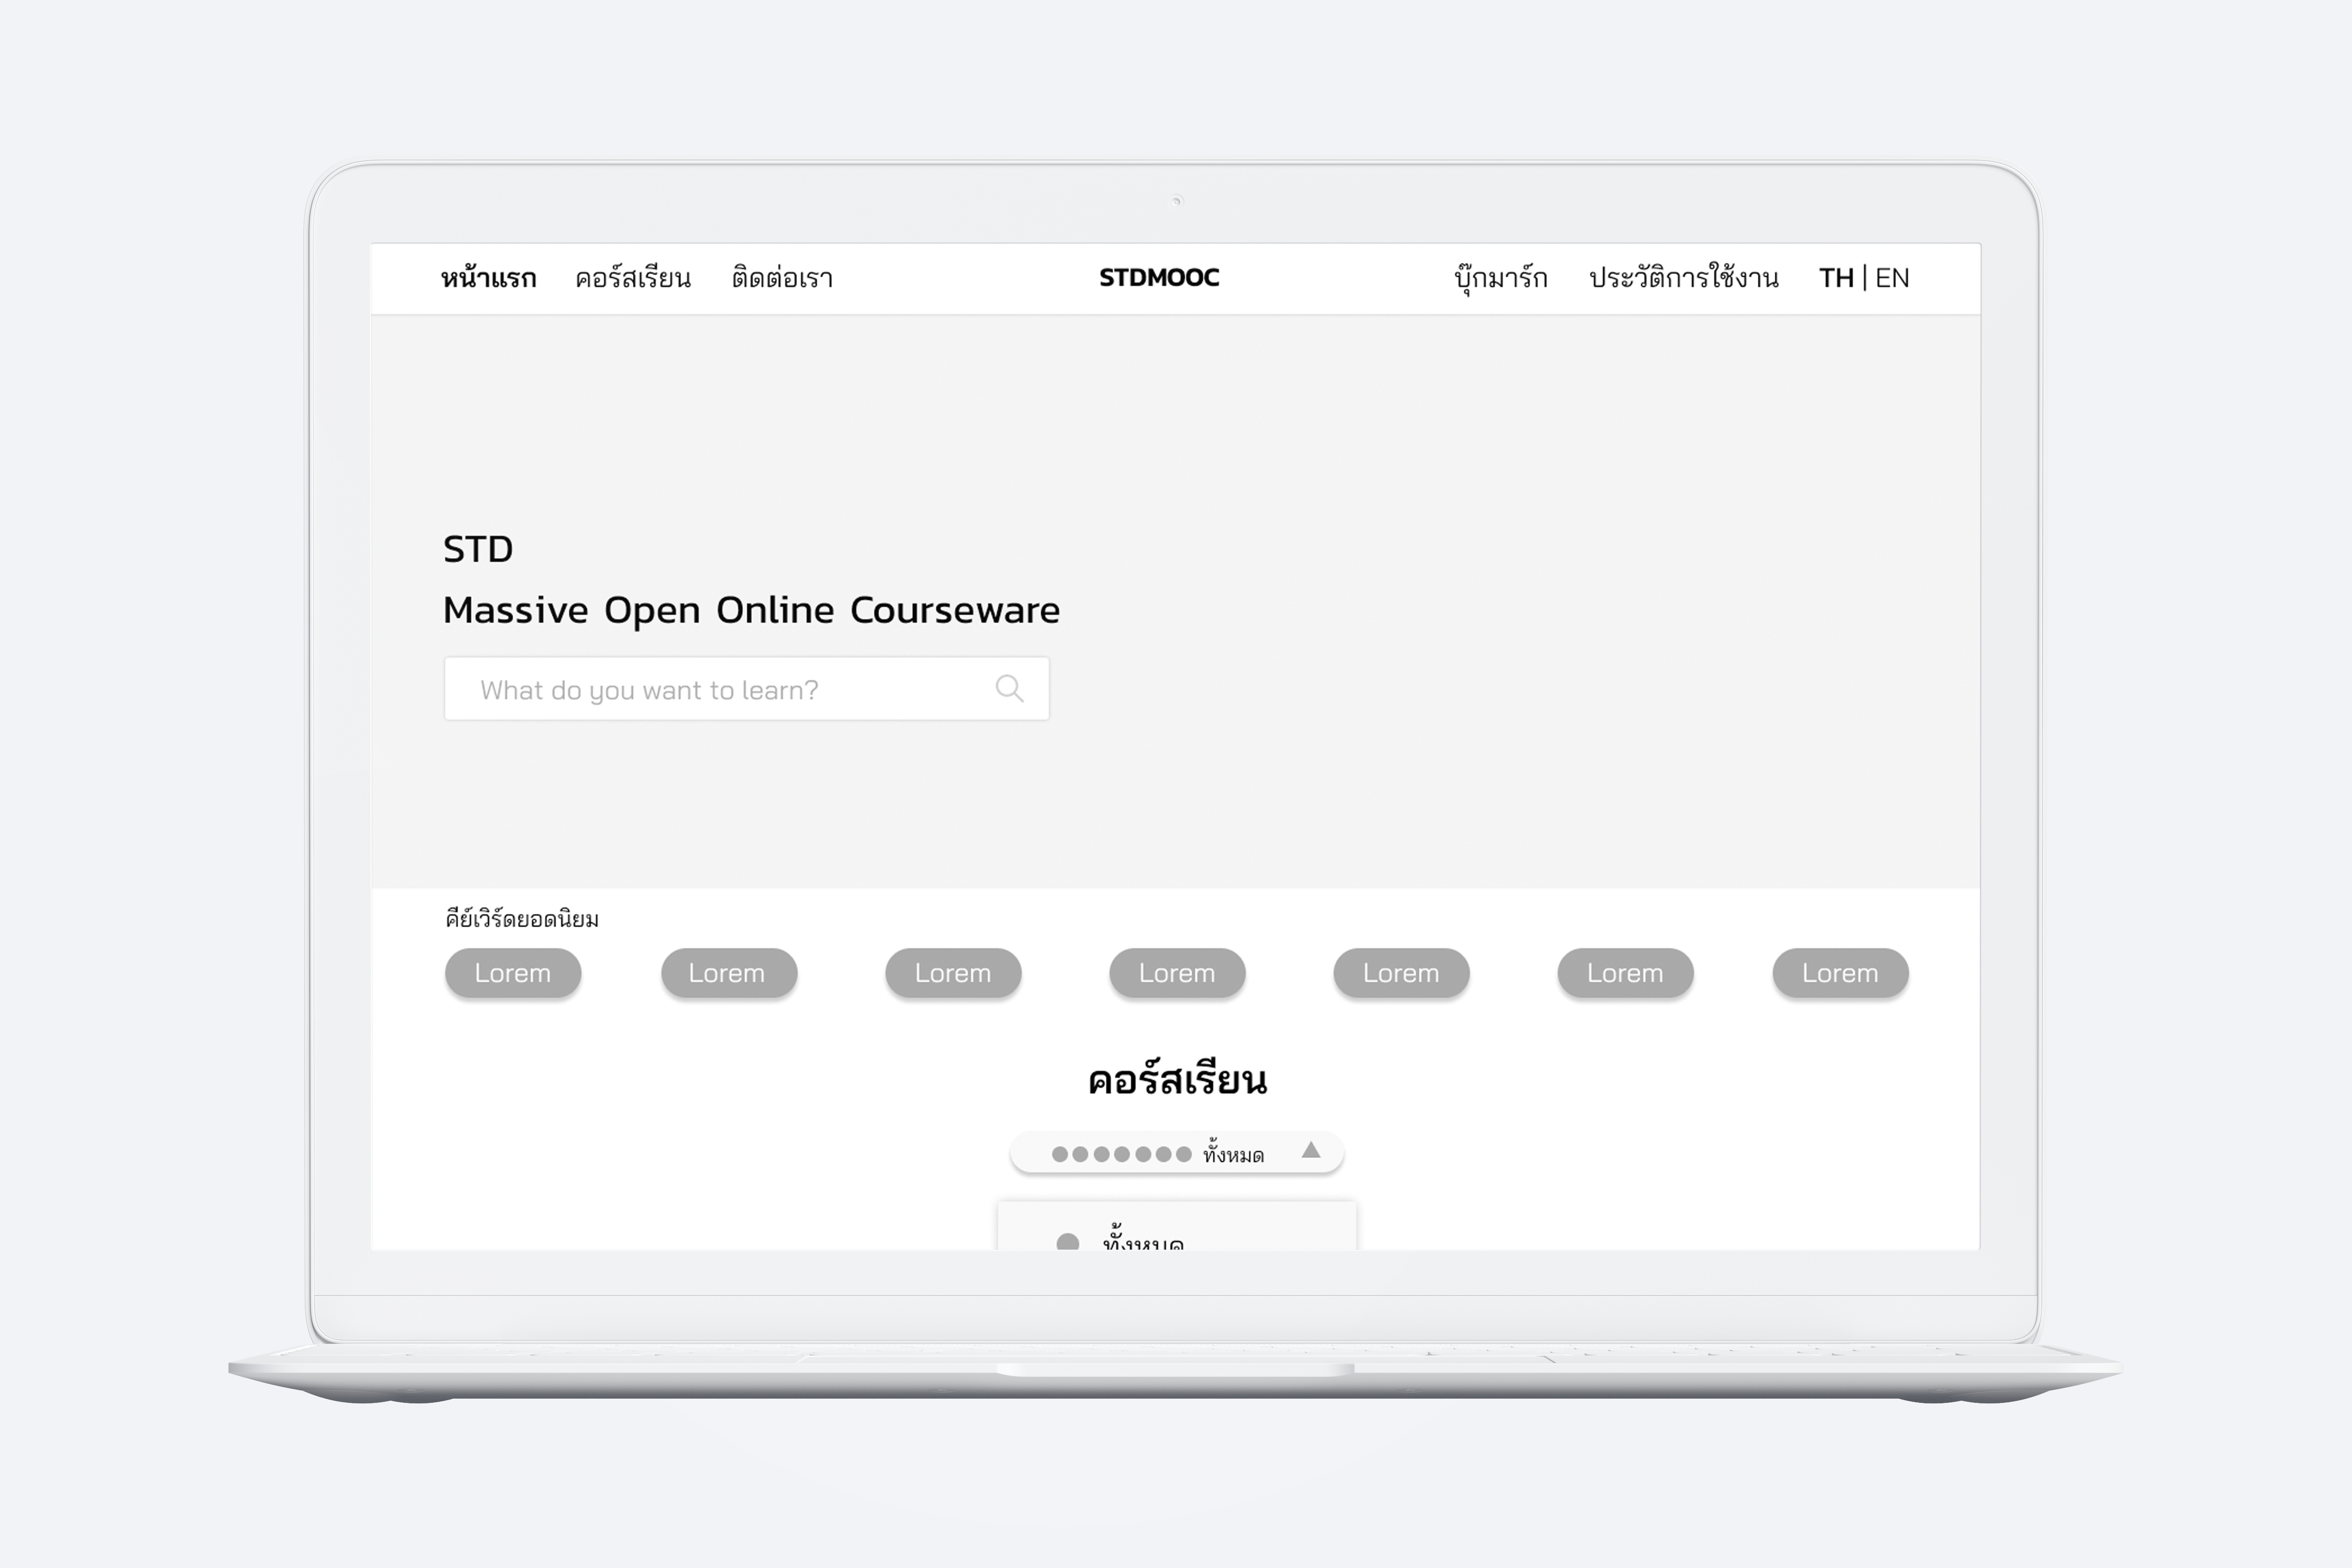 หน้าแรก คอร์สเรียน ติดต่อเรา STDMOOC บุ๊กมาร์ก ประวัติการใช้งาน TH | EN
STD
Massive Open Online Courseware
What do you want to learn?
คีย์เวิร์ดยอดนิยม
Lorem Lorem Lorem Lorem Lorem Lorem Lorem
คอร์สเรียน
ทั้งหมด
ทั้งหมด